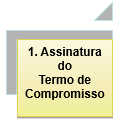 1. Assinatura
do
Termo de
Compromisso